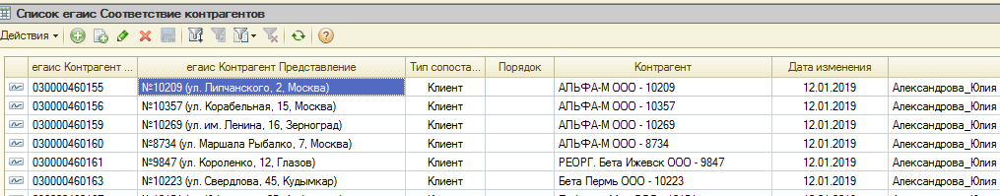 Список егаис Соответствие контрагентов
Действия
егаис Контрагент ... егаис Контрагент Представление Тип сопоста... Порядок Контрагент Дата изменения
030000460155 №10209 (ул. Липчанского, 2, Москва) Клиент АЛЬФА-М ООО - 10209 12.01.2019 Александрова_Юлия
030000460156 №10357 (ул. Корабельная, 15, Москва) Клиент АЛЬФА-М ООО - 10357 12.01.2019 Александрова_Юлия
030000460159 №10269 (ул. им. Ленина, 16, Зерноград) Клиент АЛЬФА-М ООО - 10269 12.01.2019 Александрова_Юлия
030000460160 №8734 (ул. Маршала Рыбалко, 7, Москва) Клиент АЛЬФА-М ООО - 8734 12.01.2019 Александрова_Юлия
030000460161 №9847 (ул. Короленко, 12, Глазов) Клиент РЕОРГ. Бета Ижевск ООО - 9847 12.01.2019 Александрова_Юлия
030000460163 №10223 (ул. Свердлова, 45, Кудымкар) Клиент Бета Пермь ООО - 10223 12.01.2019 Александрова_Юлия